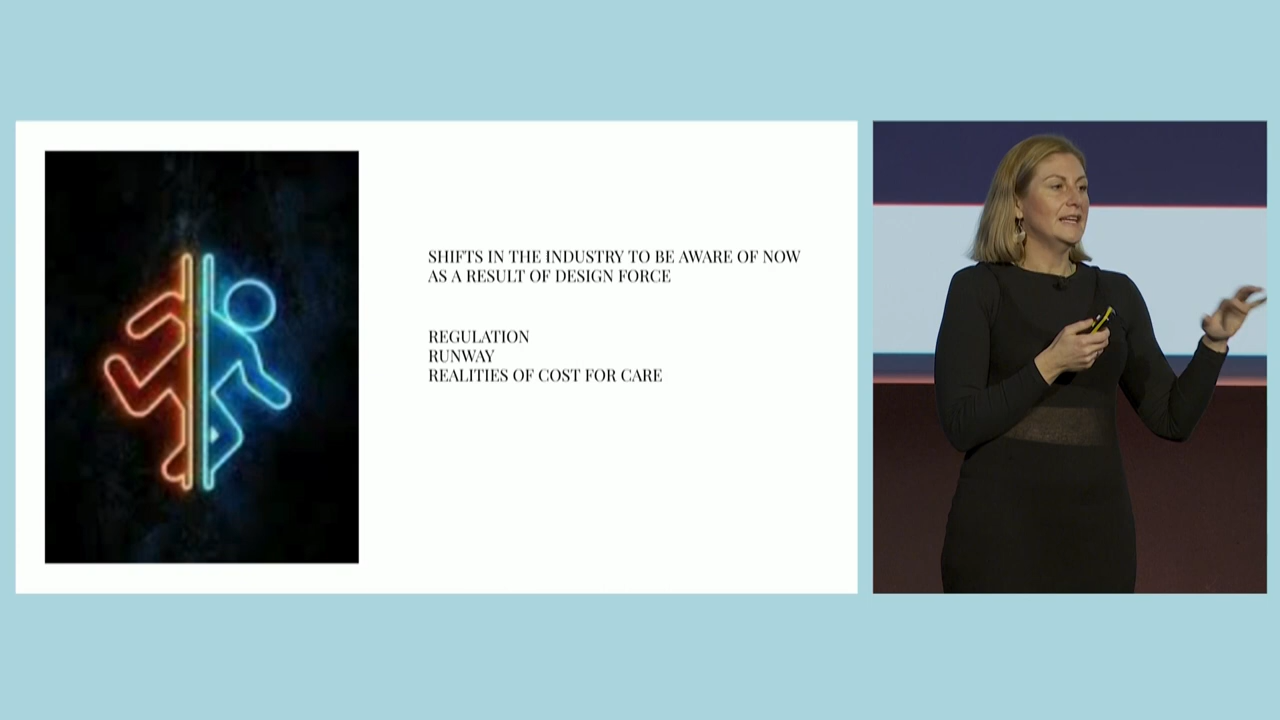 SHIFTS IN THE INDUSTRY TO BE AWARE OF NOW
AS A RESULT OF DESIGN FORCE
REGULATION
RUNWAY
REALITIES OF COST FOR CARE